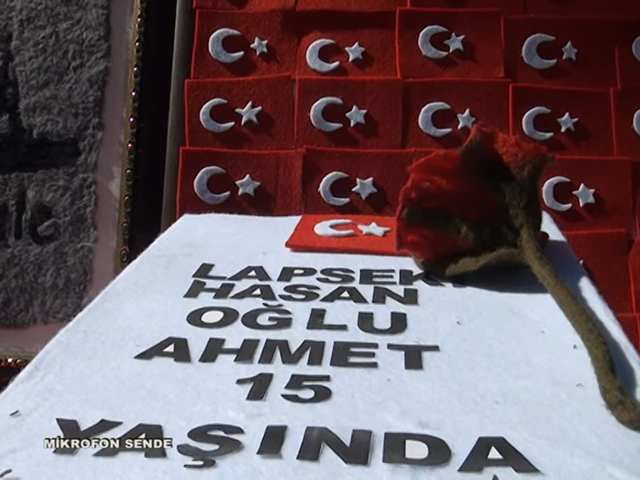 LAPSEKİ
HASAN
OĞLU
AHMET
15
YAŞINDA
MİKROFON SENDE